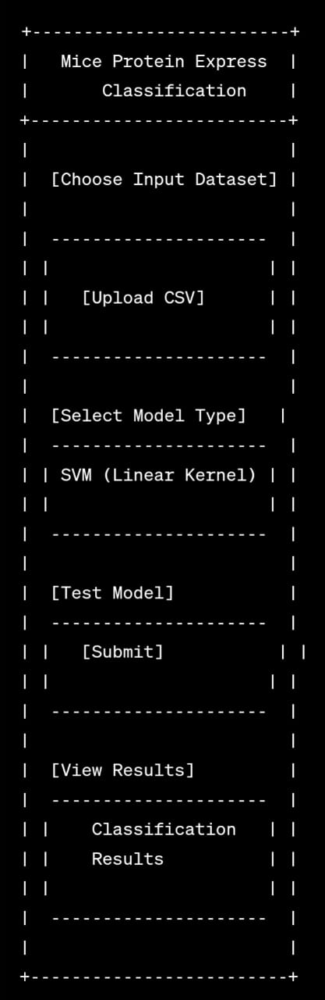 +-------------------------+
|   Mice Protein Express  |
|       Classification    |
+-------------------------+
|                         |
|  [Choose Input Dataset] |
|                         |
|  ---------------------  |
| |                     | |
| |   [Upload CSV]      | |
| |                     | |
|  ---------------------  |
|                         |
|  [Select Model Type]   |
|  ---------------------  |
| | SVM (Linear Kernel) | |
| |                     | |
|  ---------------------  |
|                         |
|  [Test Model]           |
|  ---------------------  |
| |   [Submit]           | |
| |                     | |
|  ---------------------  |
|                         |
|  [View Results]         |
|  ---------------------  |
| |    Classification   | |
| |    Results          | |
| |                     | |
|  ---------------------  |
|                         |
+-------------------------+